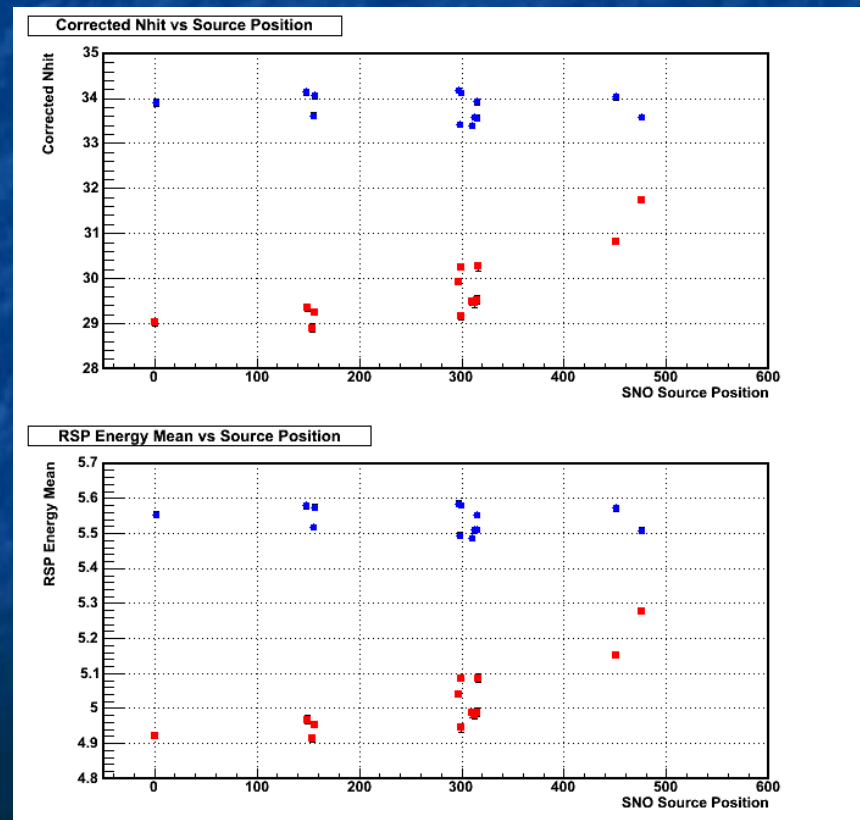 Corrected Nhit vs Source Position
Corrected Nhit
35
34
33
32
31
30
29
28
0 100 200 300 400 500 600
SNO Source Position
RSP Energy Mean vs Source Position
RSP Energy Mean
5.7
5.6
5.5
5.4
5.3
5.2
5.1
5
4.9
4.8
0 100 200 300 400 500 600
SNO Source Position